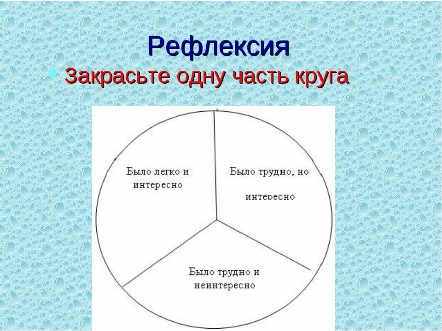 Рефлексия
Закрасьте одну часть круга
Было легко и
интересно
Было трудно, но
интересно
Было трудно и
неинтересно